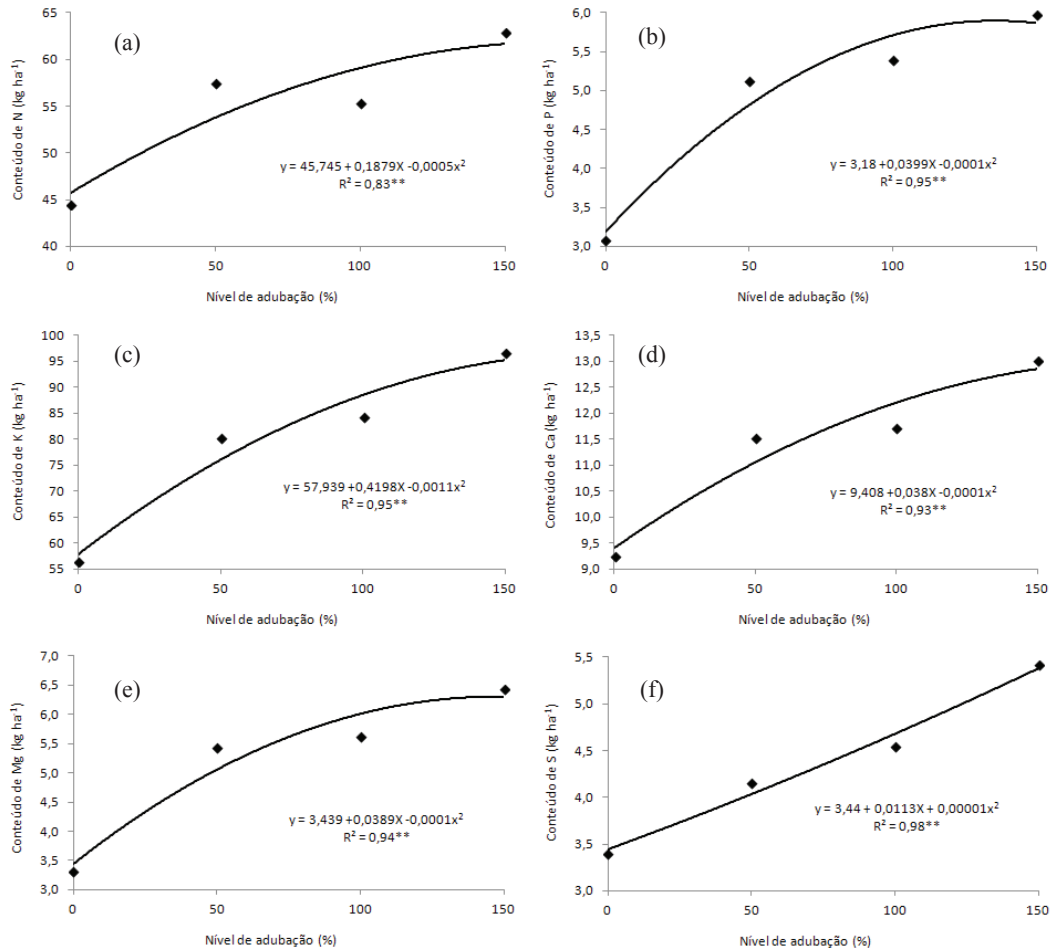 (a)
Conteúdo de N (kg ha⁻¹)
65
60
55
50
45
40
y = 45,745 + 0,1879X -0,0005x²
R² = 0,83**
0 50 100 150
Nível de adubação (%)
(b)
Conteúdo de P (kg ha⁻¹)
6,0
5,5
5,0
4,5
4,0
3,5
3,0
y = 3,18 +0,0399X -0,0001x²
R² = 0,95**
0 50 100 150
Nível de adubação (%)
(c)
Conteúdo de K (kg ha⁻¹)
100
95
90
85
80
75
70
65
60
55
y = 57,939 +0,4198X -0,0011x²
R² = 0,95**
0 50 100 150
Nível de adubação (%)
(d)
Conteúdo de Ca (kg ha⁻¹)
13,5
13,0
12,5
12,0
11,5
11,0
10,5
10,0
9,5
9,0
y = 9,408 +0,038X -0,0001x²
R² = 0,93**
0 50 100 150
Nível de adubação (%)
(e)
Conteúdo de Mg (kg ha⁻¹)
7,0
6,5
6,0
5,5
5,0
4,5
4,0
3,5
3,0
y = 3,439 +0,0389X -0,0001x²
R² = 0,94**
0 50 100 150
Nível de adubação (%)
(f)
Conteúdo de S (kg ha⁻¹)
5,5
5,0
4,5
4,0
3,5
3,0
y = 3,44 + 0,0113X + 0,00001x²
R² = 0,98**
0 50 100 150
Nível de adubação (%)